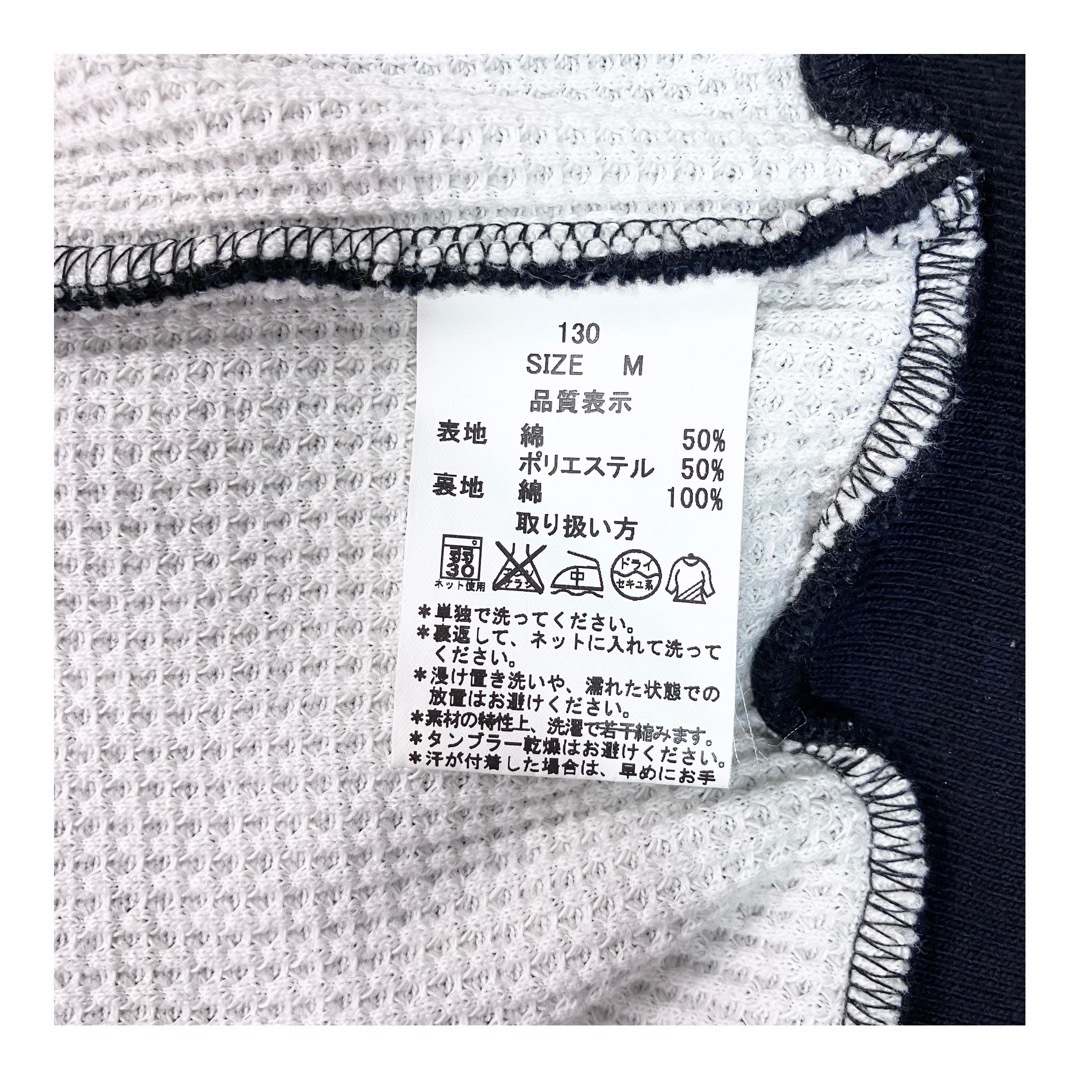 130
SIZE M
品質表示
表地 綿 50%
ポリエステル 50%
裏地 綿 100%
取り扱い方
弱 ドライ
30 中 セキユ系
ネット使用
*単独で洗ってください。
*裏返して、ネットに入れて洗って
ください。
*浸け置き洗いや、濡れた状態での
放置はお避けください。
*素材の特性上、洗濯で若干縮みます。
*タンブラー乾燥はお避けください。
*汗が付着した場合は、早めにお手